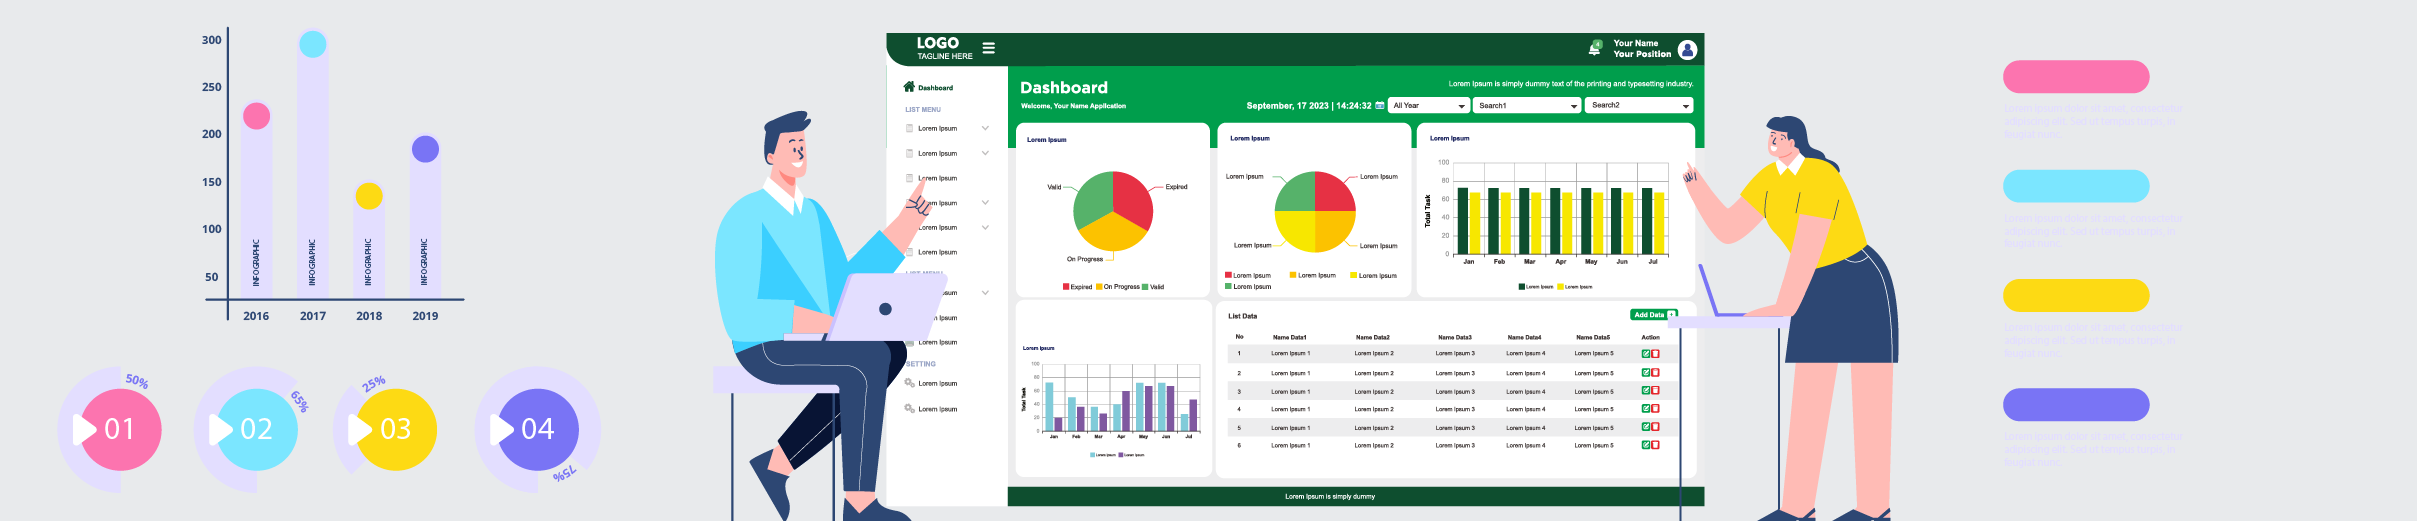 300
250
200
150
100
50
INFOGRAPHIC
INFOGRAPHIC
INFOGRAPHIC
INFOGRAPHIC
2016 2017 2018 2019
50%
01
65%
02
25%
03
75%
04
LOGO
TAGLINE HERE
4
Your Name
Your Position
Dashboard
LIST MENU
Lorem Ipsum
Lorem Ipsum
Lorem Ipsum
Lorem Ipsum
Lorem Ipsum
SETTING
Lorem Ipsum
Lorem Ipsum
Dashboard
Welcome, Your Name Application
Lorem Ipsum is simply dummy text of the printing and typesetting industry.
September, 17 2023 | 14:24:32
All Year
Search1
Search2
Lorem Ipsum
Valid
Expired
On Progress
Expired On Progress Valid
Lorem Ipsum
Lorem Ipsum
Lorem Ipsum
Lorem Ipsum
Lorem Ipsum
Lorem Ipsum Lorem Ipsum Lorem Ipsum
Lorem Ipsum
Lorem Ipsum
Total Task
100
80
60
40
20
0
Jan Feb Mar Apr May Jun Jul
Lorem Ipsum Lorem Ipsum
Lorem Ipsum
Total Task
100
80
60
40
20
0
Jan Feb Mar Apr May Jun Jul
Lorem Ipsum Lorem Ipsum
List Data
Add Data +
No Name Data1 Name Data2 Name Data3 Name Data4 Name Data5 Action
1 Lorem Ipsum 1 Lorem Ipsum 2 Lorem Ipsum 3 Lorem Ipsum 4 Lorem Ipsum 5
2 Lorem Ipsum 1 Lorem Ipsum 2 Lorem Ipsum 3 Lorem Ipsum 4 Lorem Ipsum 5
3 Lorem Ipsum 1 Lorem Ipsum 2 Lorem Ipsum 3 Lorem Ipsum 4 Lorem Ipsum 5
4 Lorem Ipsum 1 Lorem Ipsum 2 Lorem Ipsum 3 Lorem Ipsum 4 Lorem Ipsum 5
5 Lorem Ipsum 1 Lorem Ipsum 2 Lorem Ipsum 3 Lorem Ipsum 4 Lorem Ipsum 5
6 Lorem Ipsum 1 Lorem Ipsum 2 Lorem Ipsum 3 Lorem Ipsum 4 Lorem Ipsum 5
Lorem Ipsum is simply dummy